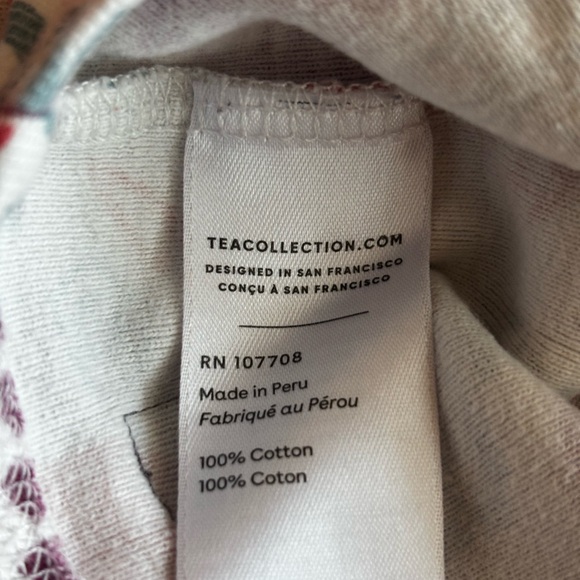 TEACOLLECTION.COM
DESIGNED IN SAN FRANCISCO
CONÇU À SAN FRANCISCO
RN 107708
Made in Peru
Fabriqué au Pérou
100% Cotton
100% Coton